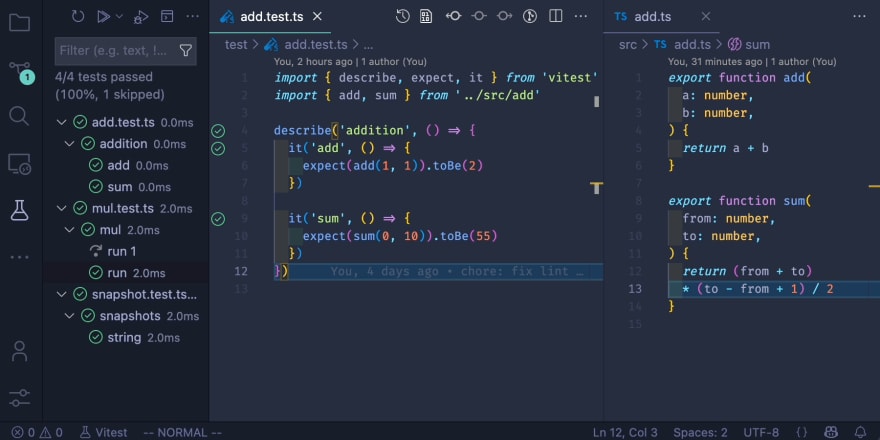 add.test.ts
TS add.ts
Filter (e.g. text, !...
4/4 tests passed
(100%, 1 skipped)
add.test.ts 0.0ms
addition 0.0ms
add 0.0ms
sum 0.0ms
mul.test.ts 2.0ms
mul 2.0ms
run 1
run 2.0ms
snapshot.test.ts...
snapshots 2.0ms
string 2.0ms
1
test > add.test.ts > ...
You, 2 hours ago | 1 author (You)
1 import { describe, expect, it } from 'vitest'
2 import { add, sum } from '../src/add'
3
4 describe('addition', () => {
5 it('add', () => {
6 expect(add(1, 1)).toBe(2)
7 })
8
9 it('sum', () => {
10 expect(sum(0, 10)).toBe(55)
11 })
12 }) You, 4 days ago • chore: fix lint …
13
src > TS add.ts > sum
You, 31 minutes ago | 1 author (You)
1 export function add(
2 a: number,
3 b: number,
4 ) {
5 return a + b
6 }
7
8 export function sum(
9 from: number,
10 to: number,
11 ) {
12 return (from + to)
13 * (to - from + 1) / 2
14 }
15
0 0 Vitest -- NORMAL -- Ln 12, Col 3 Spaces: 2 UTF-8 {}